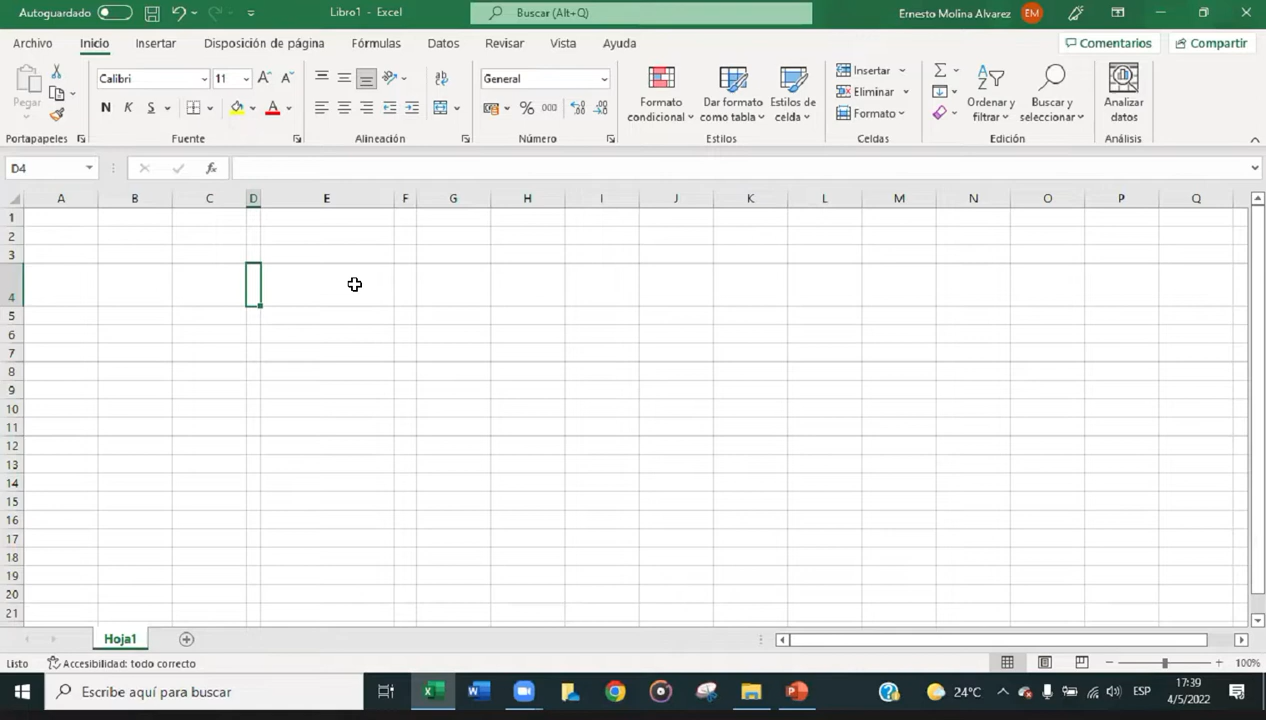 Autoguardado Libro1 - Excel Buscar (Alt+Q) Ernesto Molina Alvarez EM
Archivo Inicio Insertar Disposición de página Fórmulas Datos Revisar Vista Ayuda Comentarios Compartir
Pegar Calibri 11 General Formato condicional Dar formato como tabla Estilos de celda Insertar Eliminar Formato Ordenar y filtrar Buscar y seleccionar Analizar datos
N K S % 000
Portapapeles Fuente Alineación Número Estilos Celdas Edición Análisis
D4 fx
A B C D E F G H I J K L M N O P Q
1
2
3
4
5
6
7
8
9
10
11
12
13
14
15
16
17
18
19
20
21
Hoja1
Listo Accesibilidad: todo correcto 100%
Escribe aquí para buscar 24°C ESP 17:39
4/5/2022